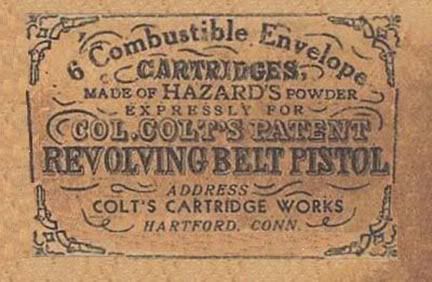 6 Combustible Envelope
CARTRIDGES,
MADE OF HAZARD'S POWDER
EXPRESSLY FOR
COL. COLT'S PATENT
REVOLVING BELT PISTOL
ADDRESS
COLT'S CARTRIDGE WORKS
HARTFORD, CONN.